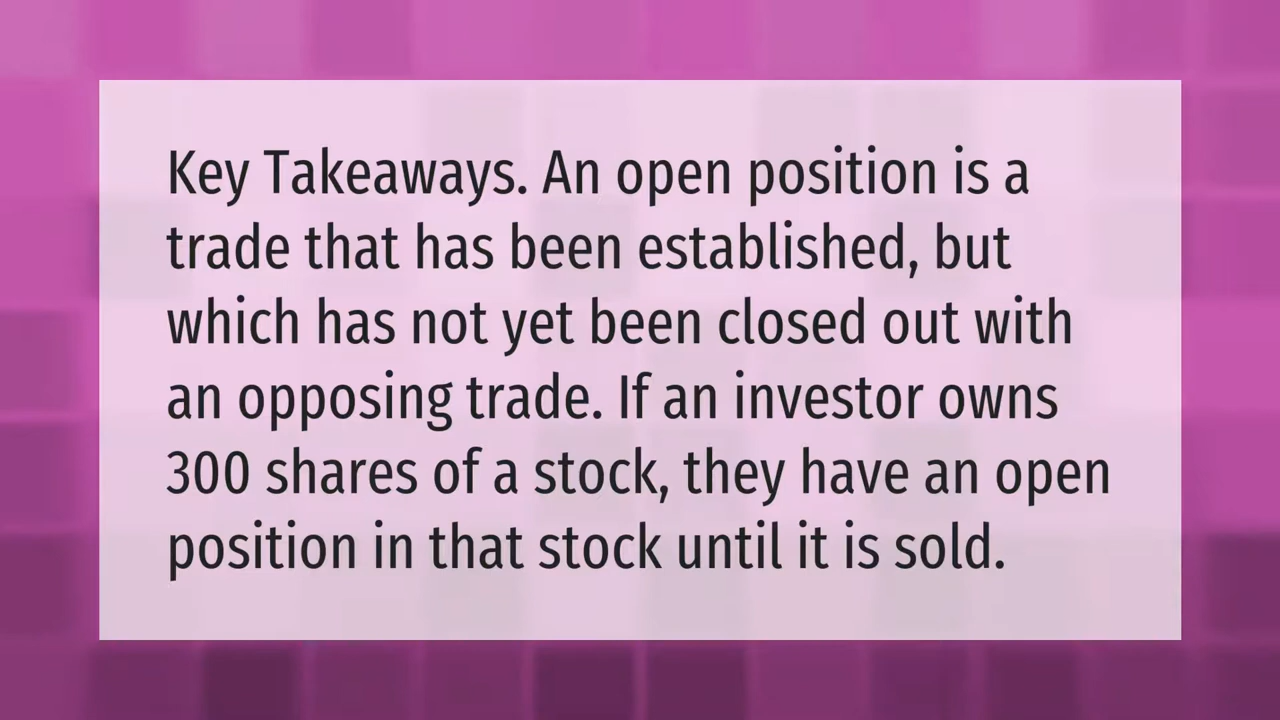 Key Takeaways. An open position is a
trade that has been established, but
which has not yet been closed out with
an opposing trade. If an investor owns
300 shares of a stock, they have an open
position in that stock until it is sold.